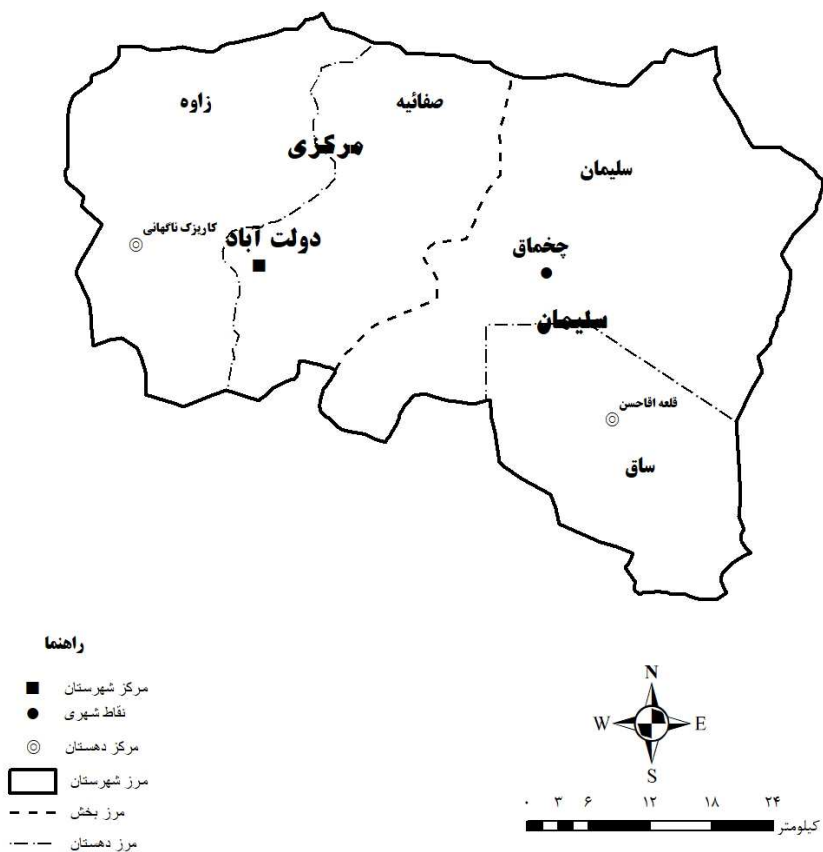 زاوه
صفائیه
مرکزی
سلیمان
کاریزک ناگهانی
دولت آباد
چخماق
سلیمان
قلعه اقاحسن
ساق
راهنما
مرکز شهرستان
نقاط شهری
مرکز دهستان
مرز شهرستان
مرز بخش
مرز دهستان
N
W E
S
۰ ۳ ۶ ۱۲ ۱۸ ۲۴
کیلومتر